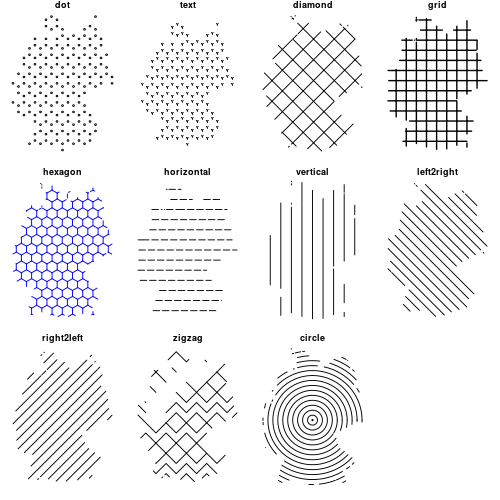 dot
text
diamond
grid
hexagon
horizontal
vertical
left2right
right2left
zigzag
circle